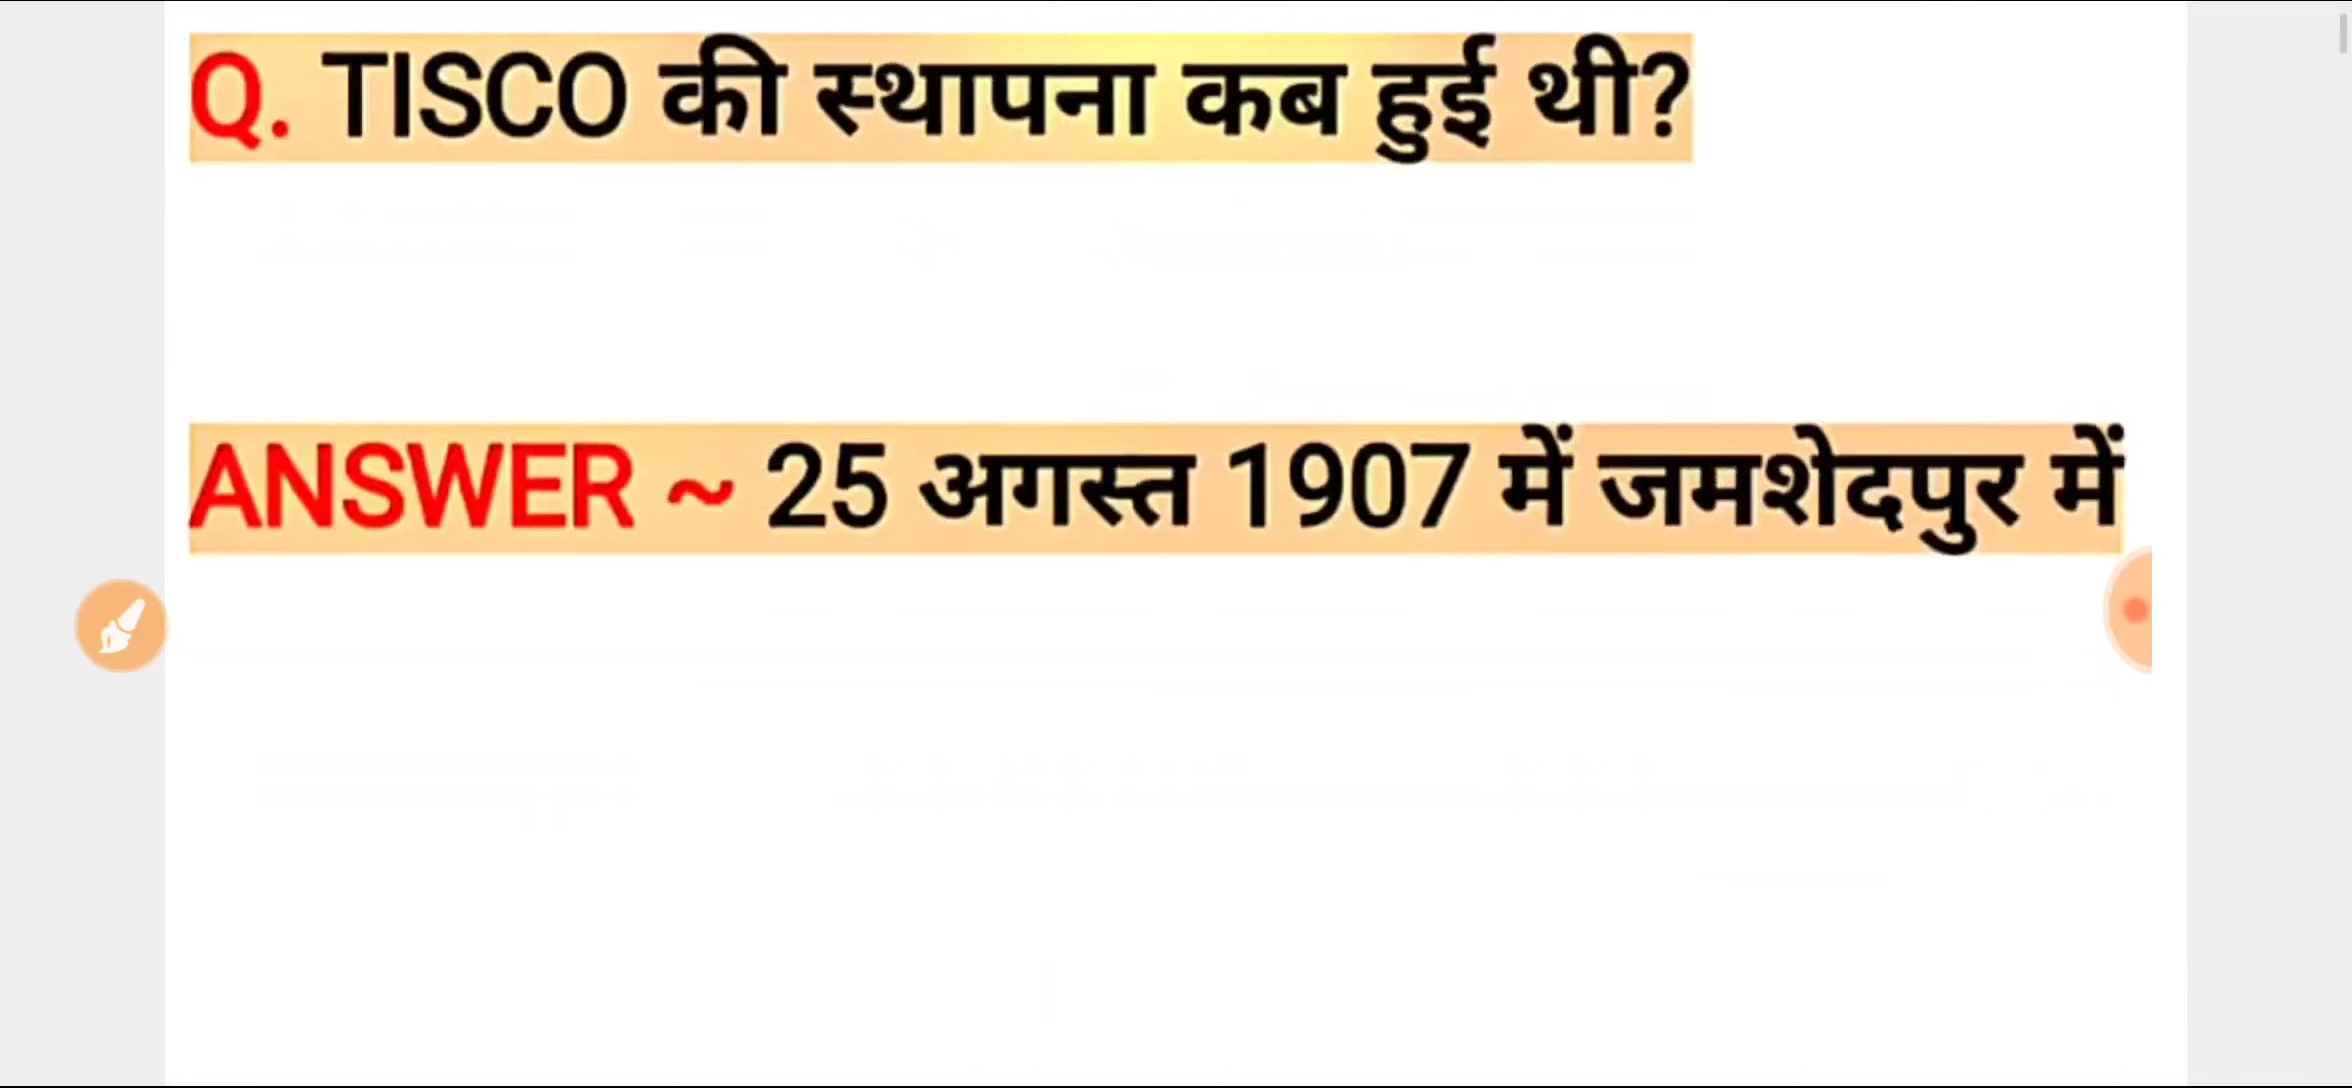 Q. TISCO की स्थापना कब हुई थी?
ANSWER ~ 25 अगस्त 1907 में जमशेदपुर में